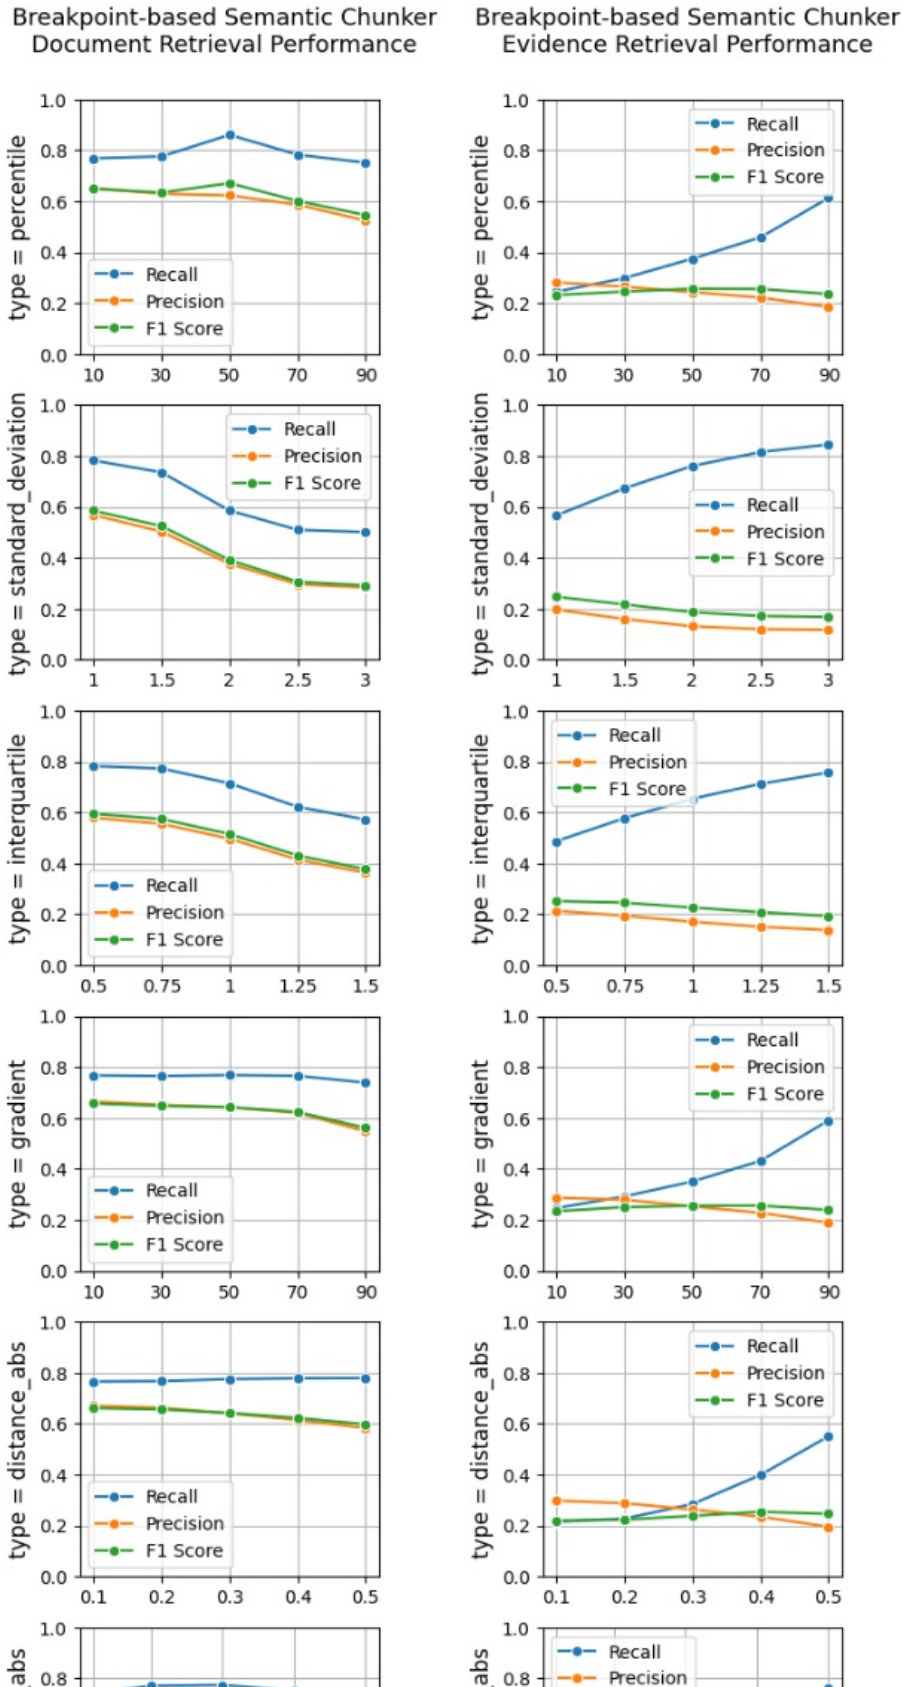 Breakpoint-based Semantic Chunker
Document Retrieval Performance
Breakpoint-based Semantic Chunker
Evidence Retrieval Performance
type = percentile
1.0
0.8
0.6
0.4
0.2
0.0
Recall
Precision
F1 Score
10 30 50 70 90
type = percentile
1.0
0.8
0.6
0.4
0.2
0.0
Recall
Precision
F1 Score
10 30 50 70 90
type = standard_deviation
1.0
0.8
0.6
0.4
0.2
0.0
Recall
Precision
F1 Score
1 1.5 2 2.5 3
type = standard_deviation
1.0
0.8
0.6
0.4
0.2
0.0
Recall
Precision
F1 Score
1 1.5 2 2.5 3
type = interquartile
1.0
0.8
0.6
0.4
0.2
0.0
Recall
Precision
F1 Score
0.5 0.75 1 1.25 1.5
type = interquartile
1.0
0.8
0.6
0.4
0.2
0.0
Recall
Precision
F1 Score
0.5 0.75 1 1.25 1.5
type = gradient
1.0
0.8
0.6
0.4
0.2
0.0
Recall
Precision
F1 Score
10 30 50 70 90
type = gradient
1.0
0.8
0.6
0.4
0.2
0.0
Recall
Precision
F1 Score
10 30 50 70 90
type = distance_abs
1.0
0.8
0.6
0.4
0.2
0.0
Recall
Precision
F1 Score
0.1 0.2 0.3 0.4 0.5
type = distance_abs
1.0
0.8
0.6
0.4
0.2
0.0
Recall
Precision
F1 Score
0.1 0.2 0.3 0.4 0.5
abs
1.0
0.8
abs
1.0
0.8
Recall
Precision